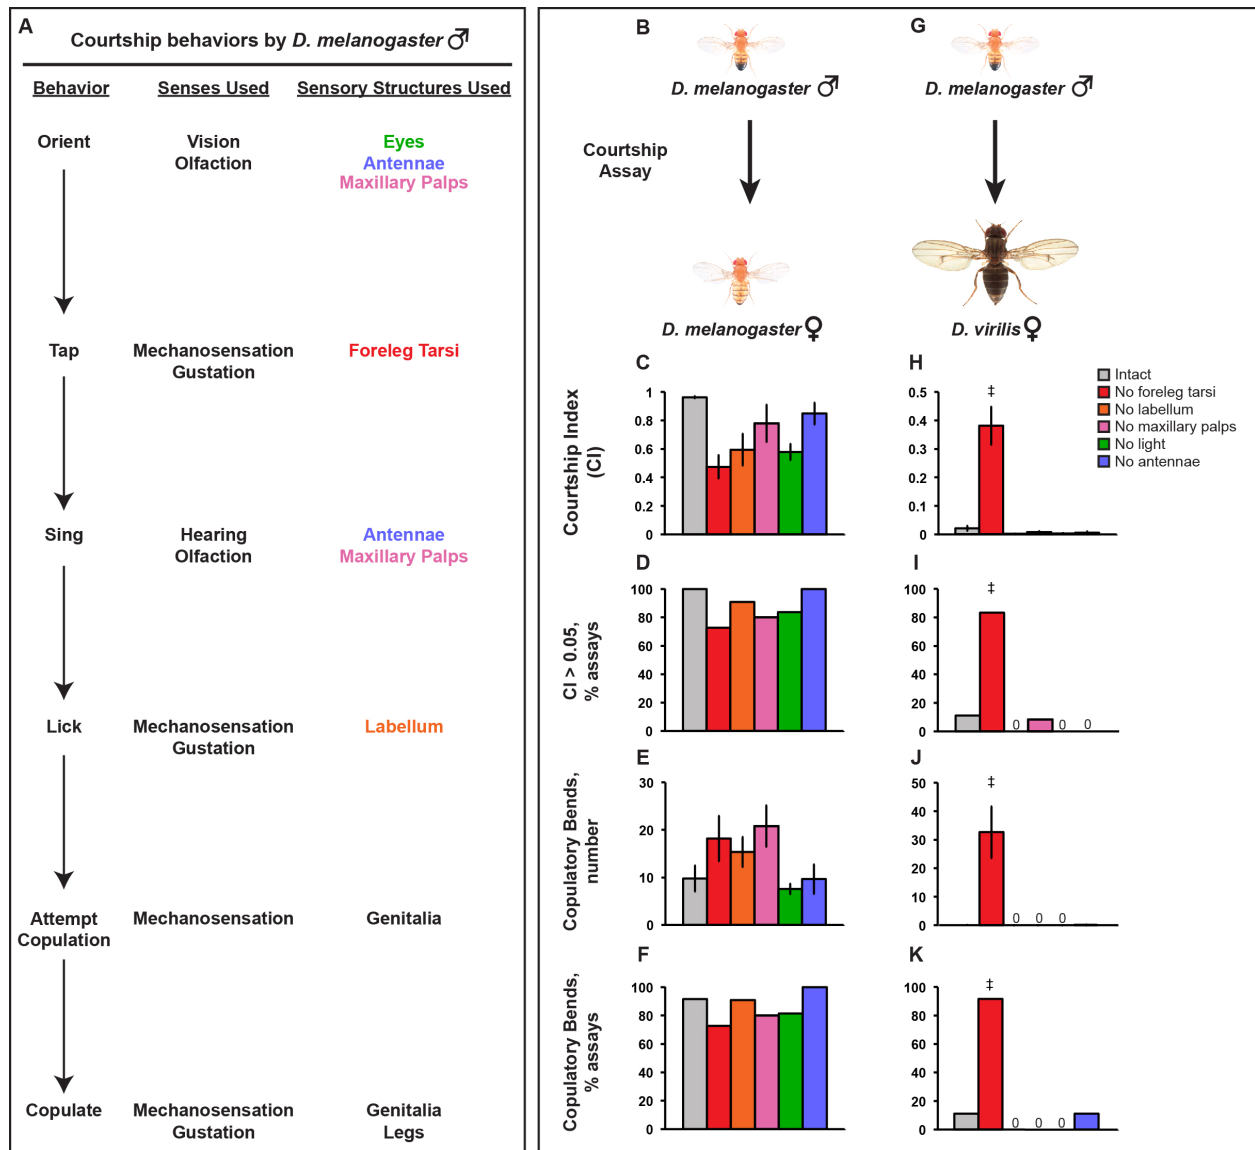 A
Courtship behaviors by D. melanogaster ♂
Behavior Senses Used Sensory Structures Used
Orient Vision Eyes
Olfaction Antennae
Maxillary Palps
Tap Mechanosensation Foreleg Tarsi
Gustation
Sing Hearing Antennae
Olfaction Maxillary Palps
Lick Mechanosensation Labellum
Gustation
Attempt Mechanosensation Genitalia
Copulation
Copulate Mechanosensation Genitalia
Gustation Legs
B
D. melanogaster ♂
Courtship
Assay
D. melanogaster ♀
G
D. melanogaster ♂
D. virilis ♀
C
Courtship Index
(CI)
1
0.8
0.6
0.4
0.2
0
H
‡
0.5
0.4
0.3
0.2
0.1
0
Intact
No foreleg tarsi
No labellum
No maxillary palps
No light
No antennae
D
CI > 0.05,
% assays
100
80
60
40
20
0
I
‡
100
80
60
40
20
0
0 0 0
E
Copulatory Bends,
number
30
20
10
0
J
‡
50
40
30
20
10
0
0 0 0
F
Copulatory Bends,
% assays
100
80
60
40
20
0
K
‡
100
80
60
40
20
0
0 0 0